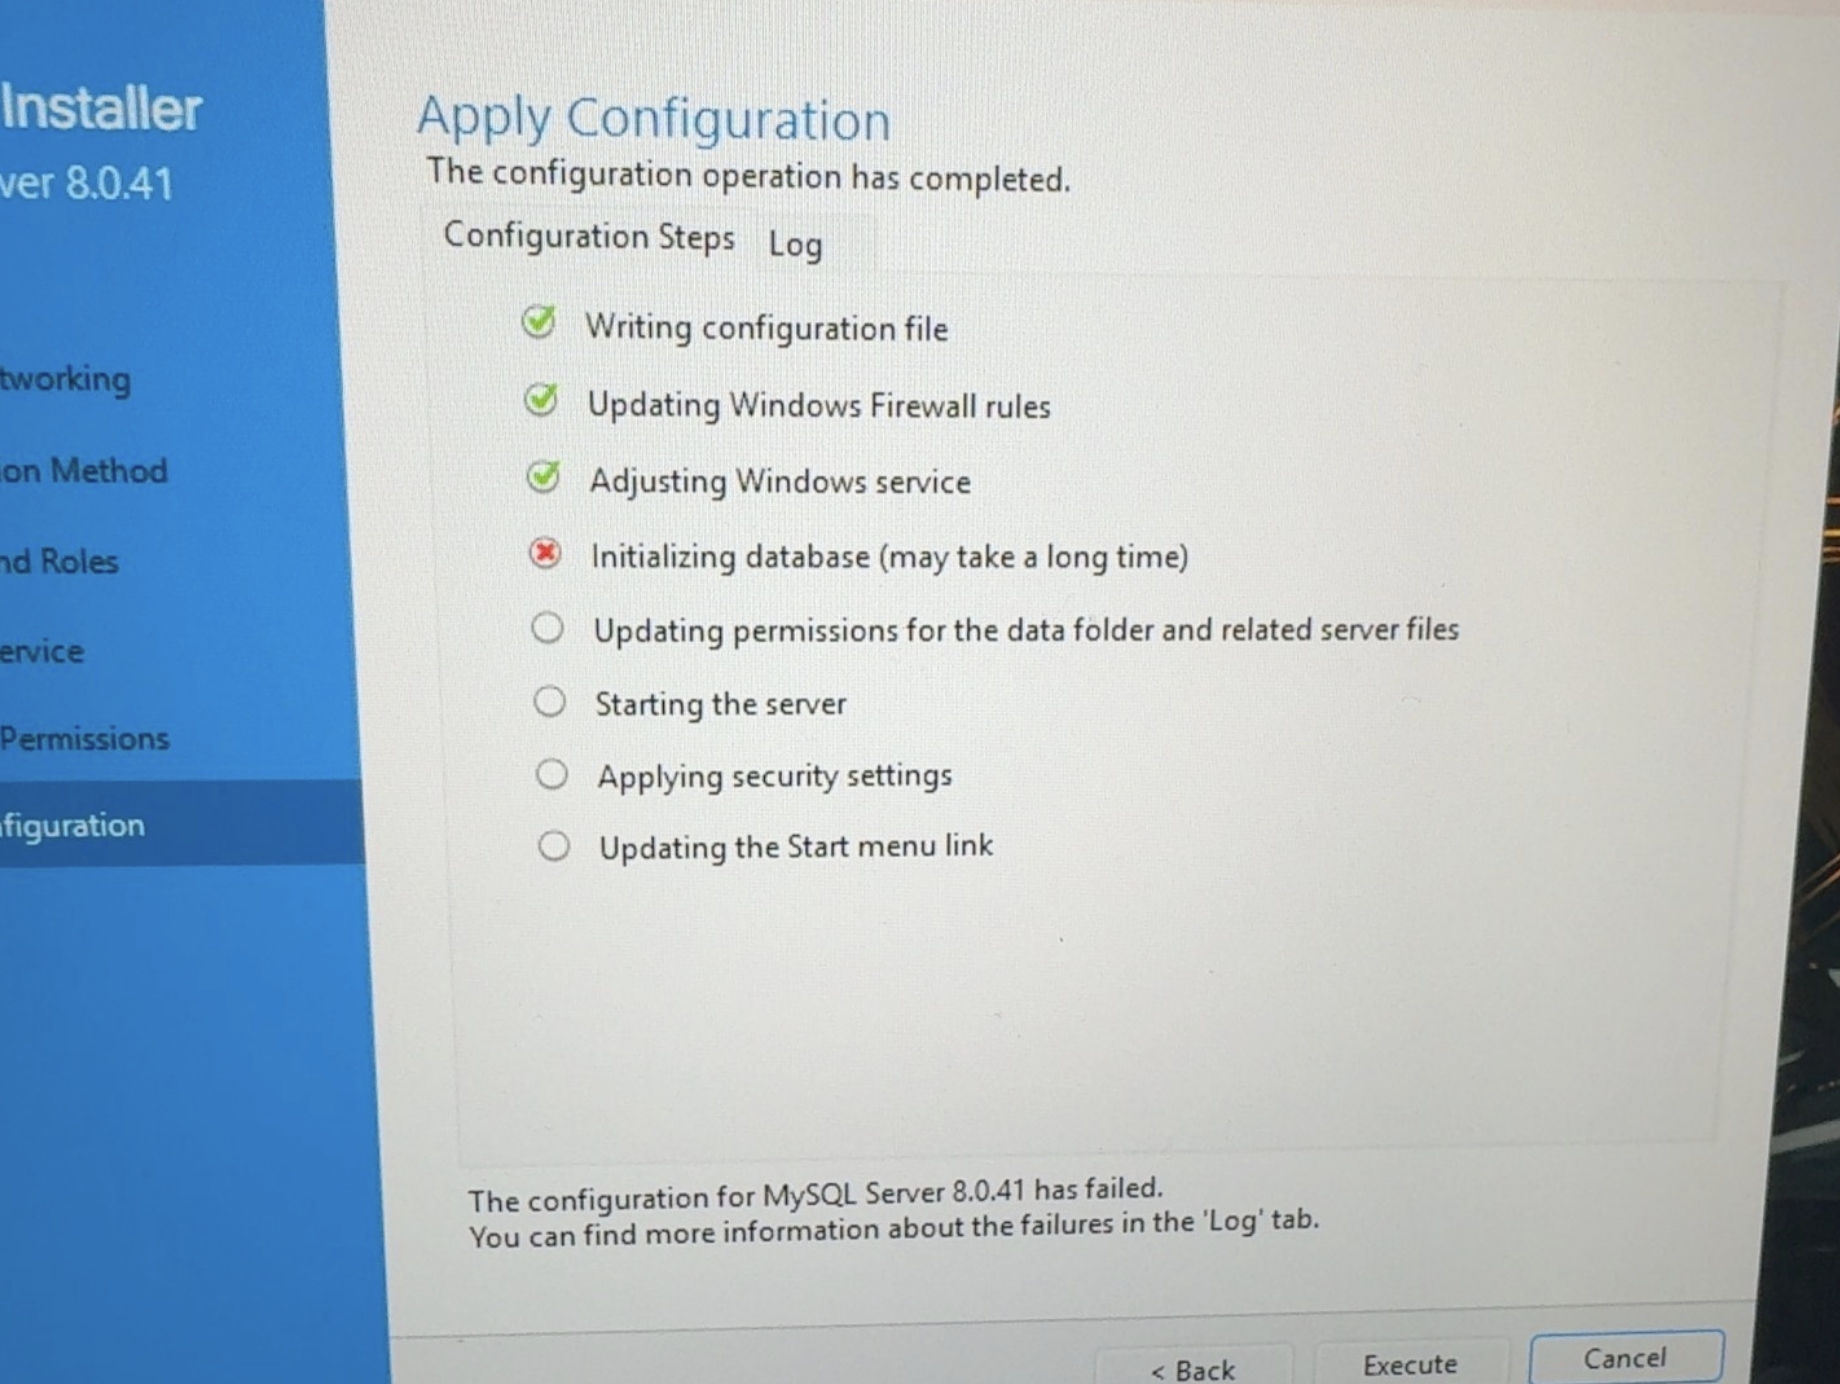 Installer
ver 8.0.41
tworking
ion Method
nd Roles
ervice
Permissions
figuration
Apply Configuration
The configuration operation has completed.
Configuration Steps Log
Writing configuration file
Updating Windows Firewall rules
Adjusting Windows service
Initializing database (may take a long time)
Updating permissions for the data folder and related server files
Starting the server
Applying security settings
Updating the Start menu link
The configuration for MySQL Server 8.0.41 has failed.
You can find more information about the failures in the 'Log' tab.
< Back Execute Cancel